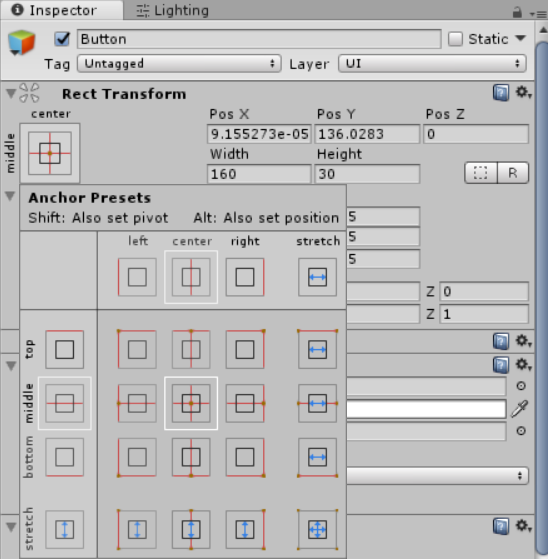 Inspector Lighting
Button Static
Tag Untagged Layer UI
Rect Transform
center Pos X Pos Y Pos Z
middle
9.155273e-05 136.0283 0
Width Height
160 30 R
Anchor Presets
Shift: Also set pivot Alt: Also set position 5
5
left center right stretch 5
Z 0
Z 1
top
middle
bottom
stretch